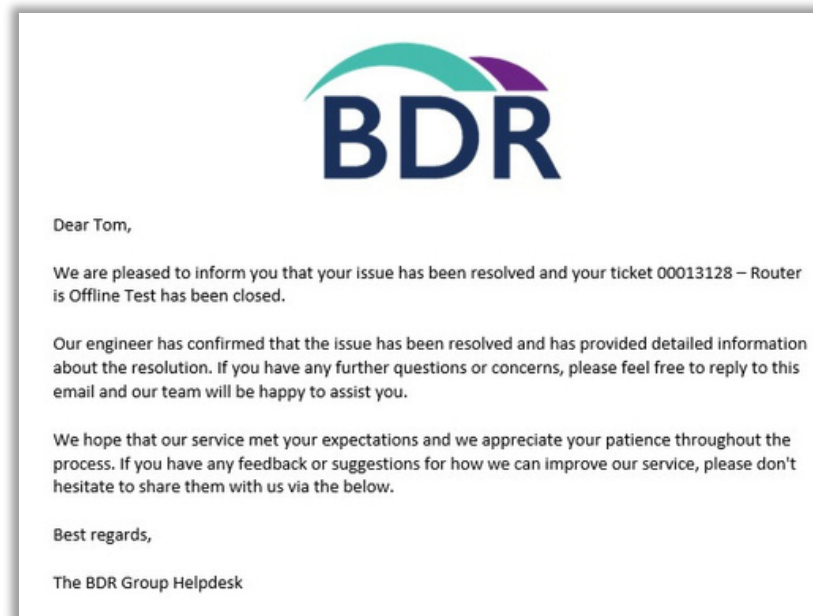 BDR
Dear Tom,
We are pleased to inform you that your issue has been resolved and your ticket 00013128 – Router
is Offline Test has been closed.
Our engineer has confirmed that the issue has been resolved and has provided detailed information
about the resolution. If you have any further questions or concerns, please feel free to reply to this
email and our team will be happy to assist you.
We hope that our service met your expectations and we appreciate your patience throughout the
process. If you have any feedback or suggestions for how we can improve our service, please don't
hesitate to share them with us via the below.
Best regards,
The BDR Group Helpdesk